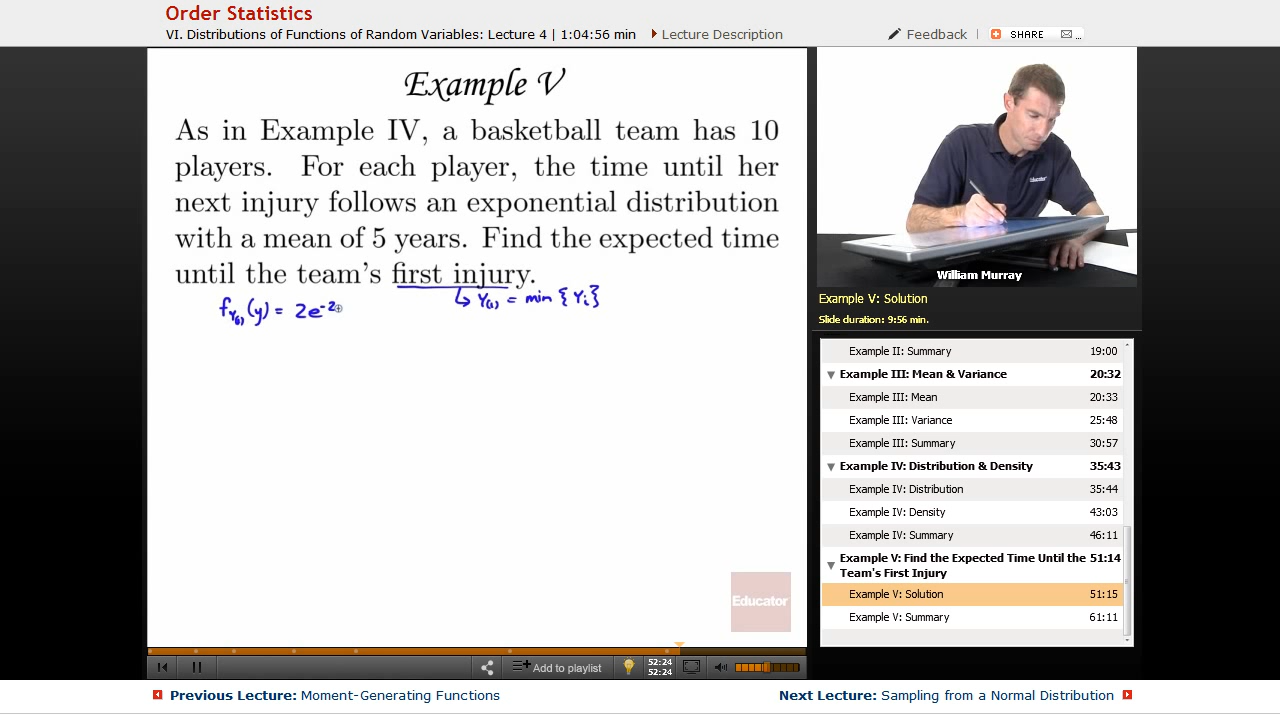 Order Statistics
VI. Distributions of Functions of Random Variables: Lecture 4 | 1:04:56 min
Lecture Description
Feedback
SHARE
Example V
As in Example IV, a basketball team has 10
players. For each player, the time until her
next injury follows an exponential distribution
with a mean of 5 years. Find the expected time
until the team's first injury.
↳ Y₍₁₎ = min { Yᵢ }
f_Y₍₁₎(y) = 2e⁻²
Educator
Educator
William Murray
Example V: Solution
Slide duration: 9:56 min.
Example II: Summary 19:00
Example III: Mean & Variance 20:32
Example III: Mean 20:33
Example III: Variance 25:48
Example III: Summary 30:57
Example IV: Distribution & Density 35:43
Example IV: Distribution 35:44
Example IV: Density 43:03
Example IV: Summary 46:11
Example V: Find the Expected Time Until the 51:14
Team's First Injury
Example V: Solution 51:15
Example V: Summary 61:11
Add to playlist
52:24
52:24
Previous Lecture: Moment-Generating Functions
Next Lecture: Sampling from a Normal Distribution